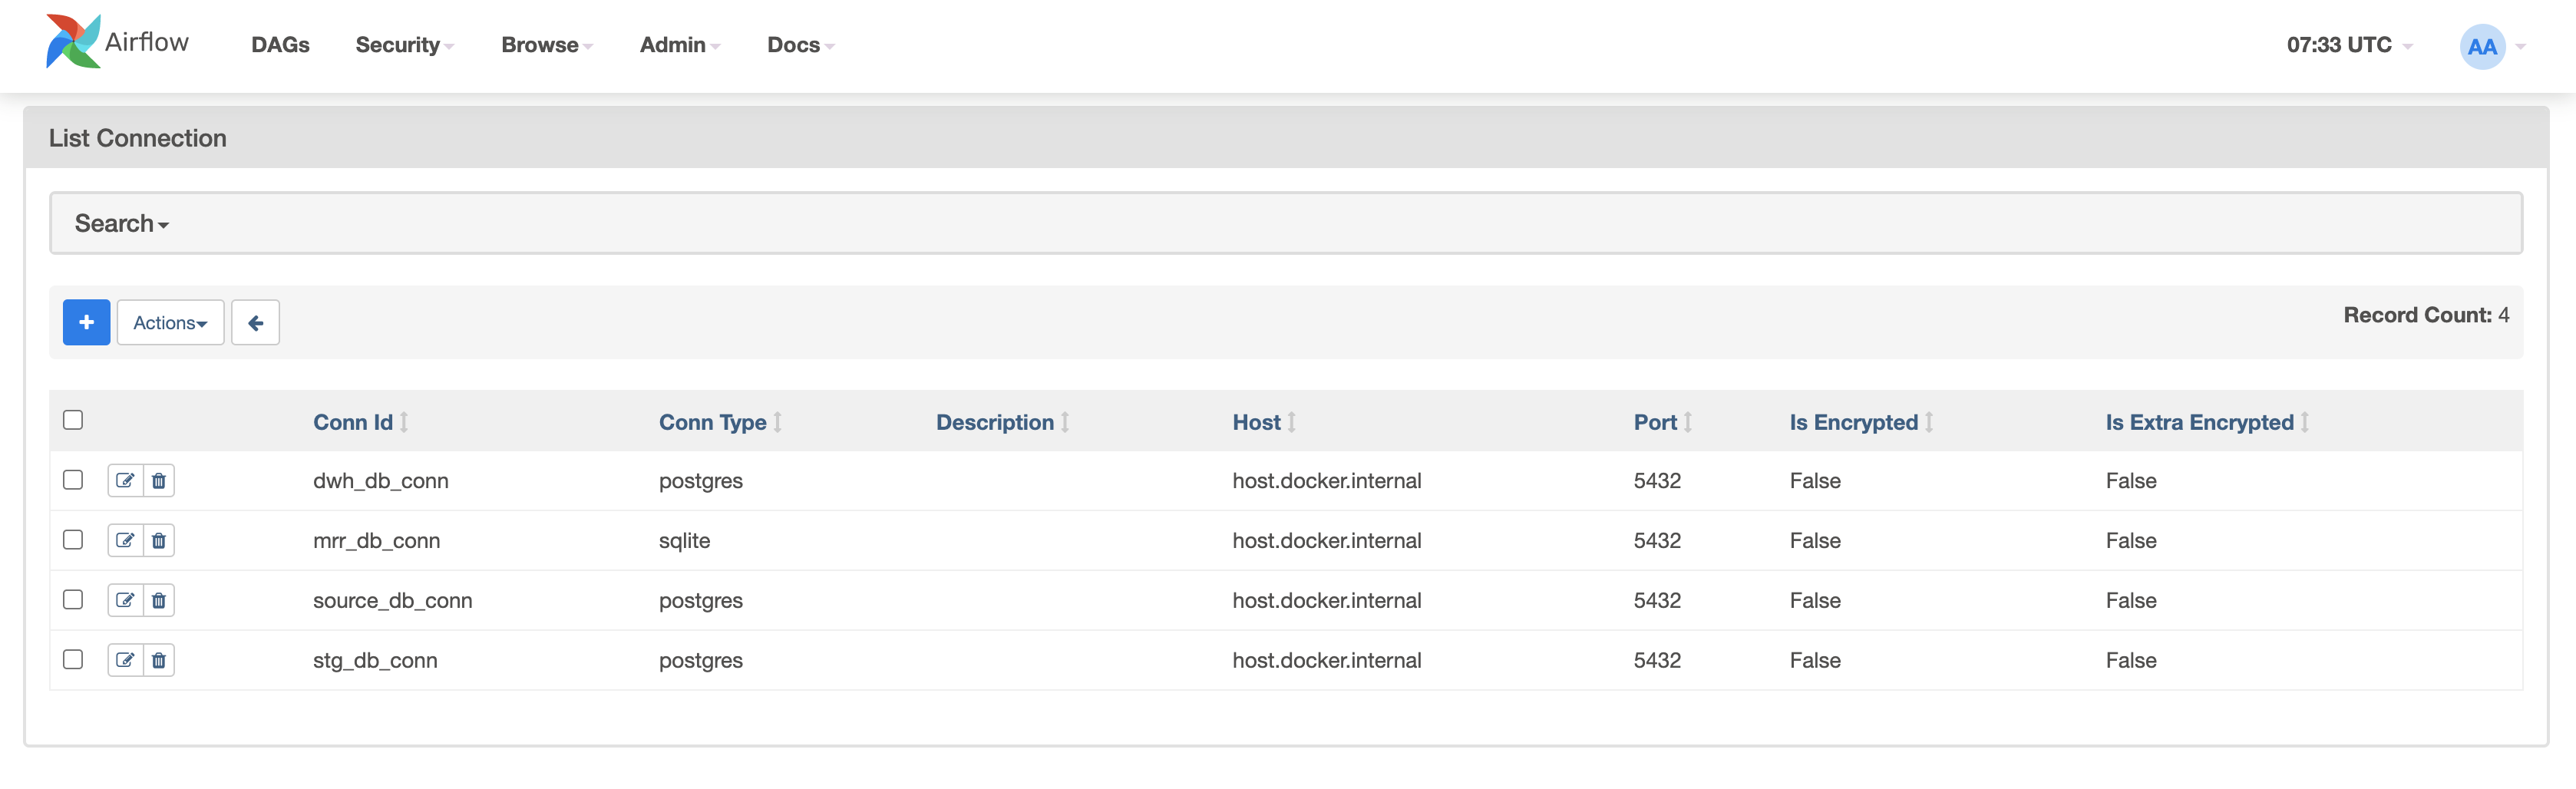 Airflow DAGs Security Browse Admin Docs 07:33 UTC AA
List Connection
Search
+ Actions Record Count: 4
Conn Id Conn Type Description Host Port Is Encrypted Is Extra Encrypted
dwh_db_conn postgres host.docker.internal 5432 False False
mrr_db_conn sqlite host.docker.internal 5432 False False
source_db_conn postgres host.docker.internal 5432 False False
stg_db_conn postgres host.docker.internal 5432 False False